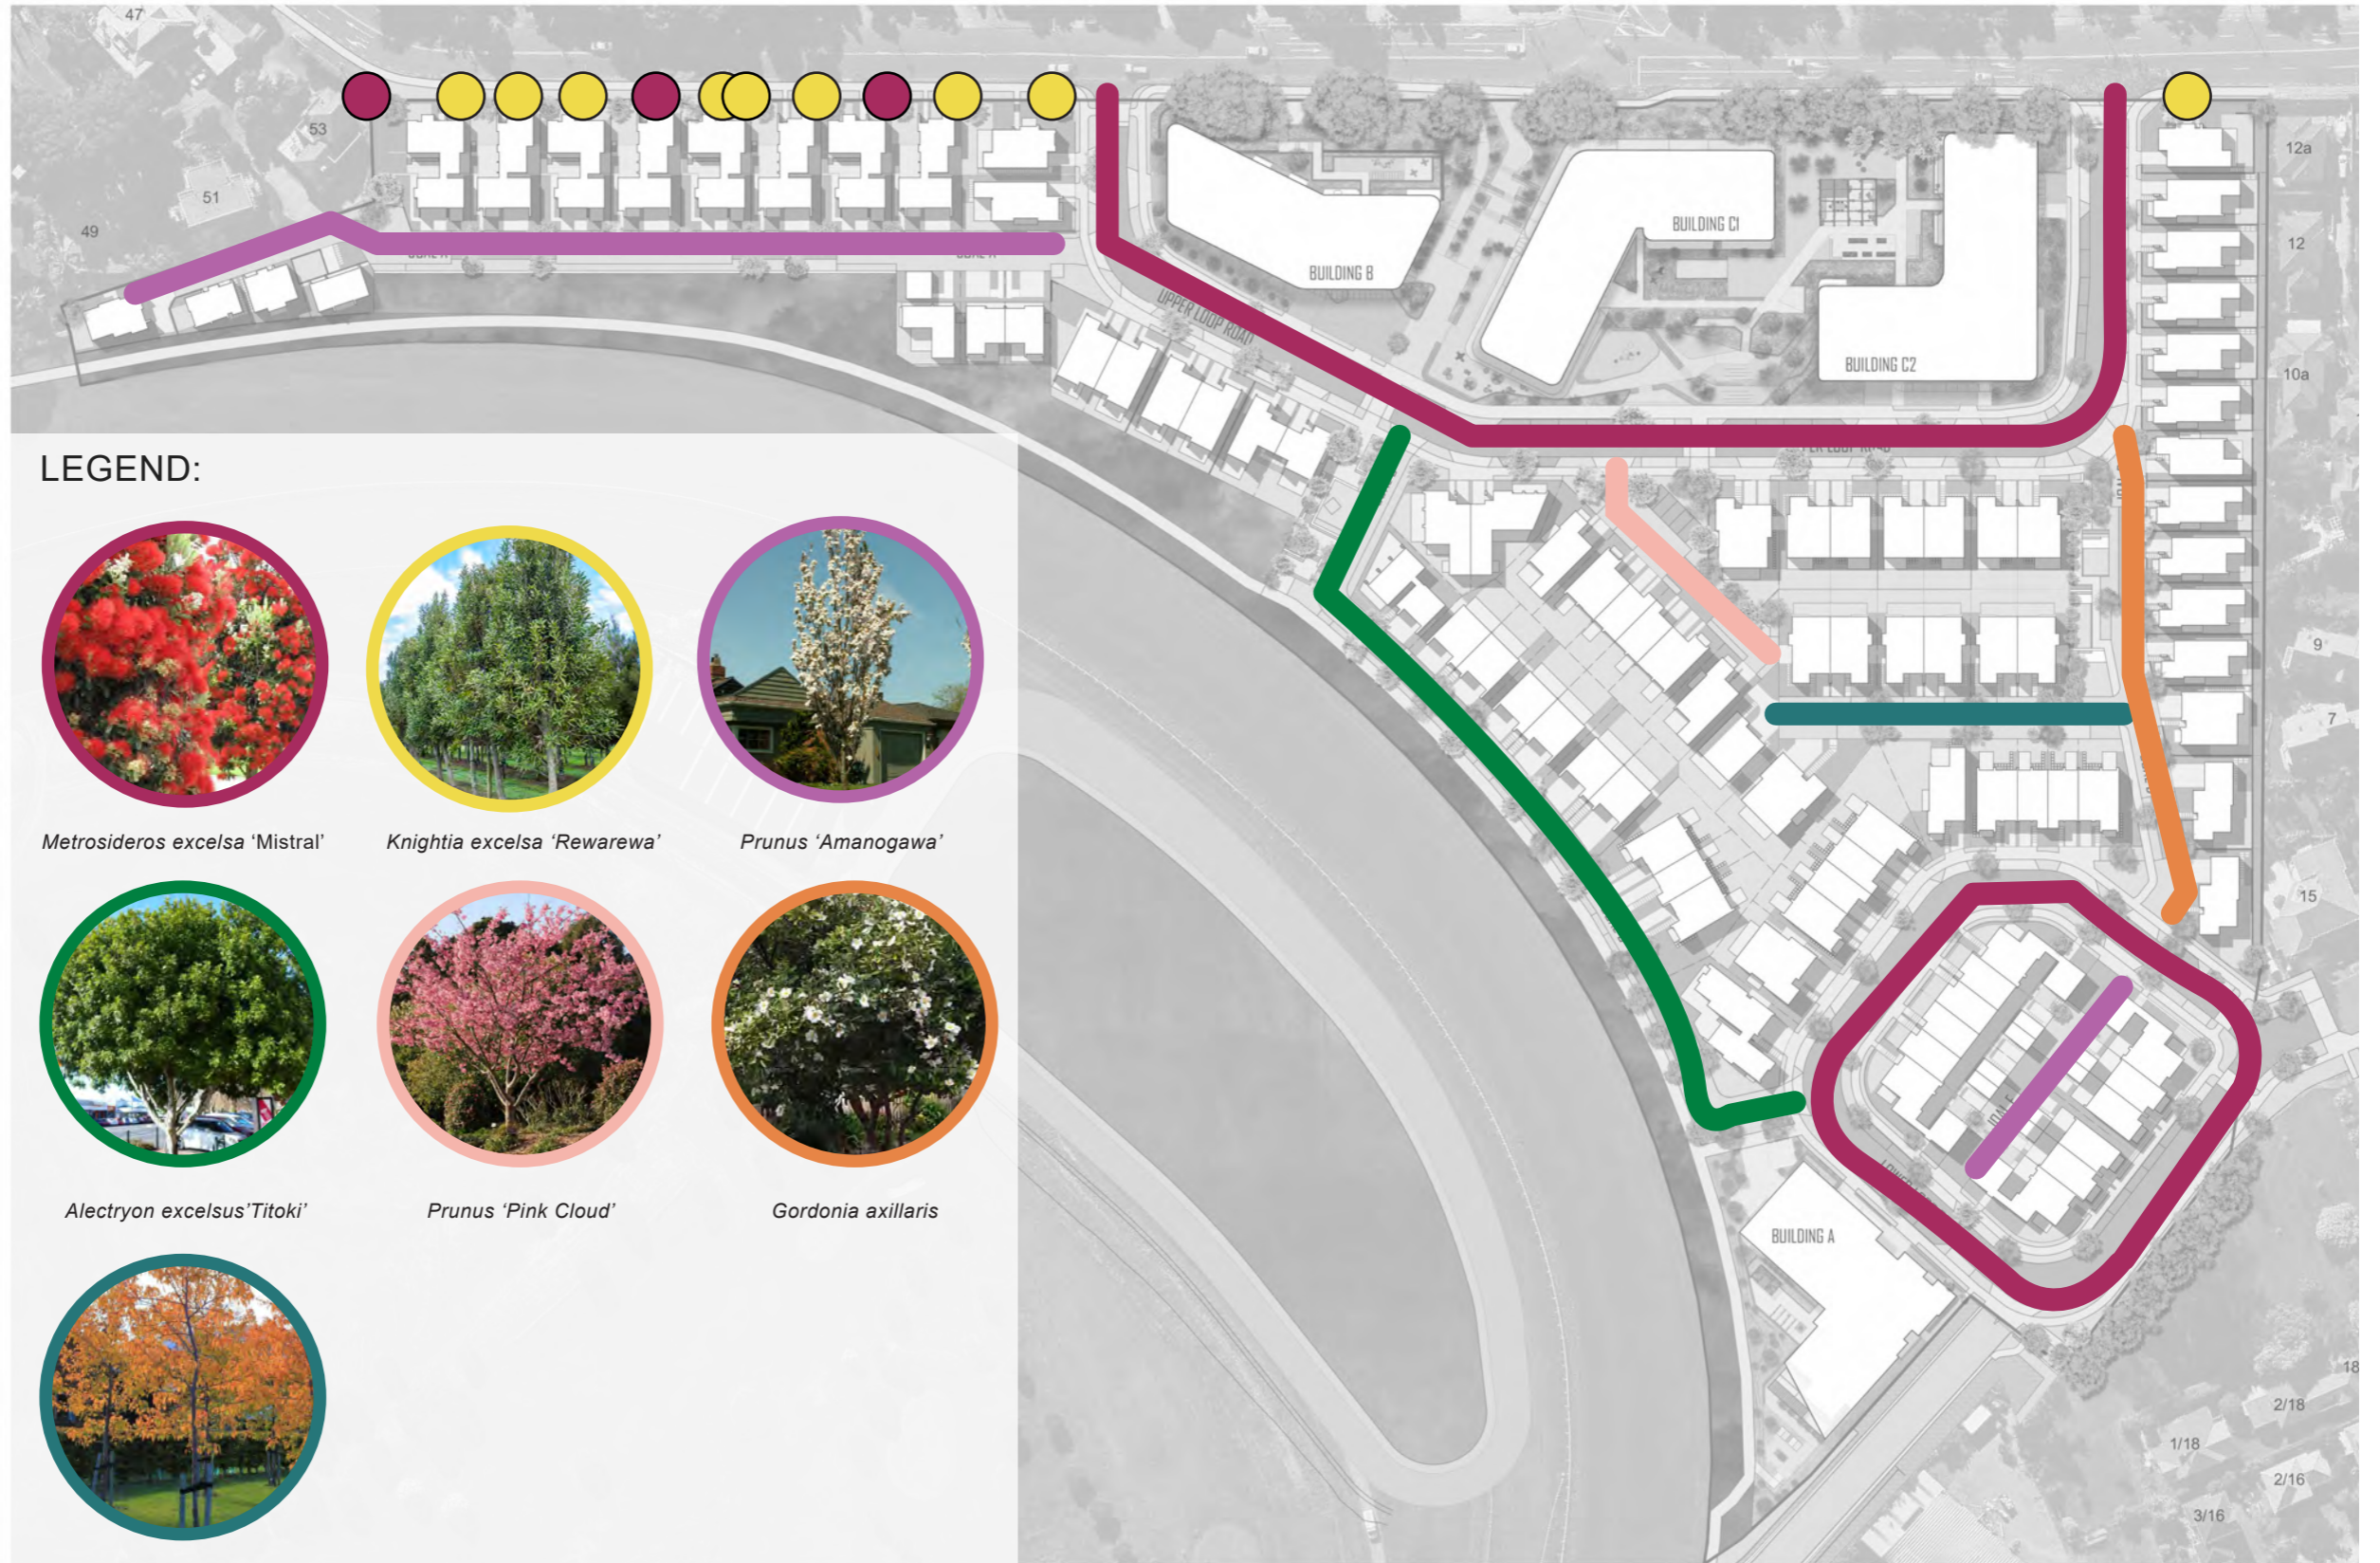 47
53
51
49
12a
12
10a
9
7
15
BUILDING B
BUILDING C1
BUILDING C2
UPPER LOOP ROAD
LEGEND:
Metrosideros excelsa ‘Mistral’
Knightia excelsa ‘Rewarewa’
Prunus ‘Amanogawa’
Alectryon excelsus’Titoki’
Prunus ‘Pink Cloud’
Gordonia axillaris
BUILDING A
18
2/18
1/18
2/16
3/16